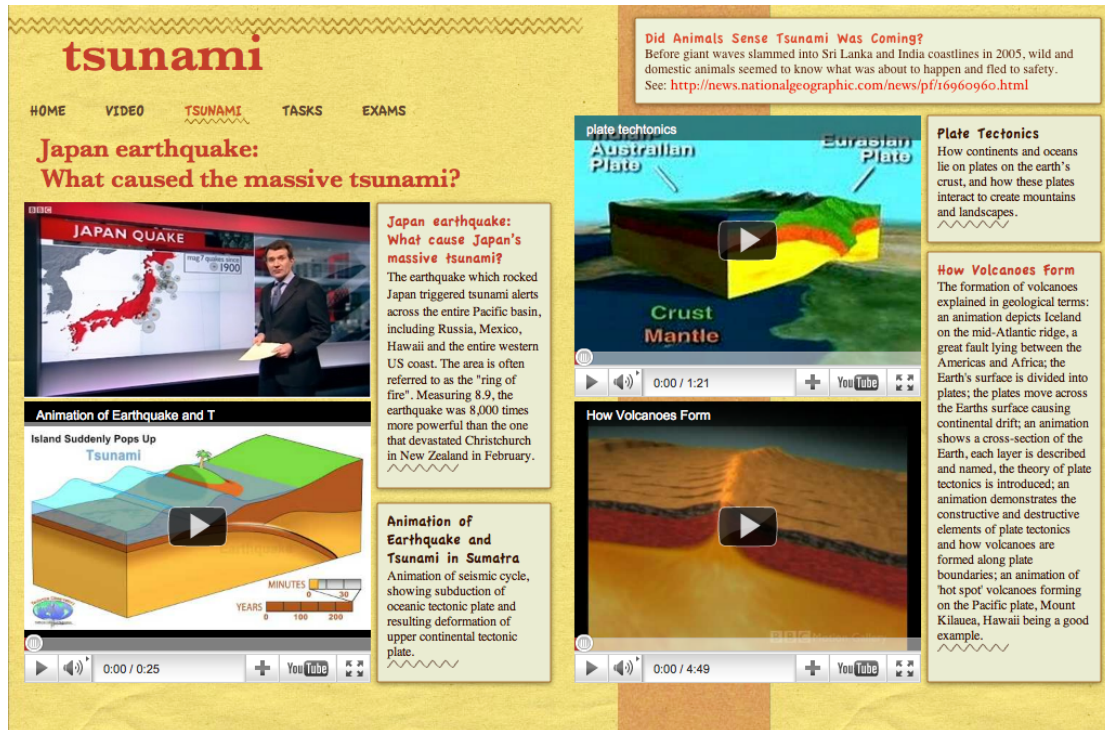 tsunami
HOME VIDEO TSUNAMI TASKS EXAMS
Japan earthquake:
What caused the massive tsunami?
BBC
JAPAN QUAKE
mag 7 quakes since
1900
Japan earthquake:
What cause Japan's
massive tsunami?
The earthquake which rocked
Japan triggered tsunami alerts
across the entire Pacific basin,
including Russia, Mexico,
Hawaii and the entire western
US coast. The area is often
referred to as the "ring of
fire". Measuring 8.9, the
earthquake was 8,000 times
more powerful than the one
that devastated Christchurch
in New Zealand in February.
Animation of Earthquake and T
Island Suddenly Pops Up
Tsunami
MINUTES
0 30
YEARS
0 100 200
0:00 / 0:25
YouTube
Animation of
Earthquake and
Tsunami in Sumatra
Animation of seismic cycle,
showing subduction of
oceanic tectonic plate and
resulting deformation of
upper continental tectonic
plate.
Did Animals Sense Tsunami Was Coming?
Before giant waves slammed into Sri Lanka and India coastlines in 2005, wild and
domestic animals seemed to know what was about to happen and fled to safety.
See: http://news.nationalgeographic.com/news/pf/16960960.html
plate techtonics
Indian-
Australian
Plate
Eurasian
Plate
Crust
Mantle
0:00 / 1:21
YouTube
Plate Tectonics
How continents and oceans
lie on plates on the earth's
crust, and how these plates
interact to create mountains
and landscapes.
How Volcanoes Form
0:00 / 4:49
YouTube
How Volcanoes Form
The formation of volcanoes
explained in geological terms:
an animation depicts Iceland
on the mid-Atlantic ridge, a
great fault lying between the
Americas and Africa; the
Earth's surface is divided into
plates; the plates move across
the Earths surface causing
continental drift; an animation
shows a cross-section of the
Earth, each layer is described
and named, the theory of plate
tectonics is introduced; an
animation demonstrates the
constructive and destructive
elements of plate tectonics
and how volcanoes are
formed along plate
boundaries; an animation of
'hot spot' volcanoes forming
on the Pacific plate, Mount
Kilauea, Hawaii being a good
example.